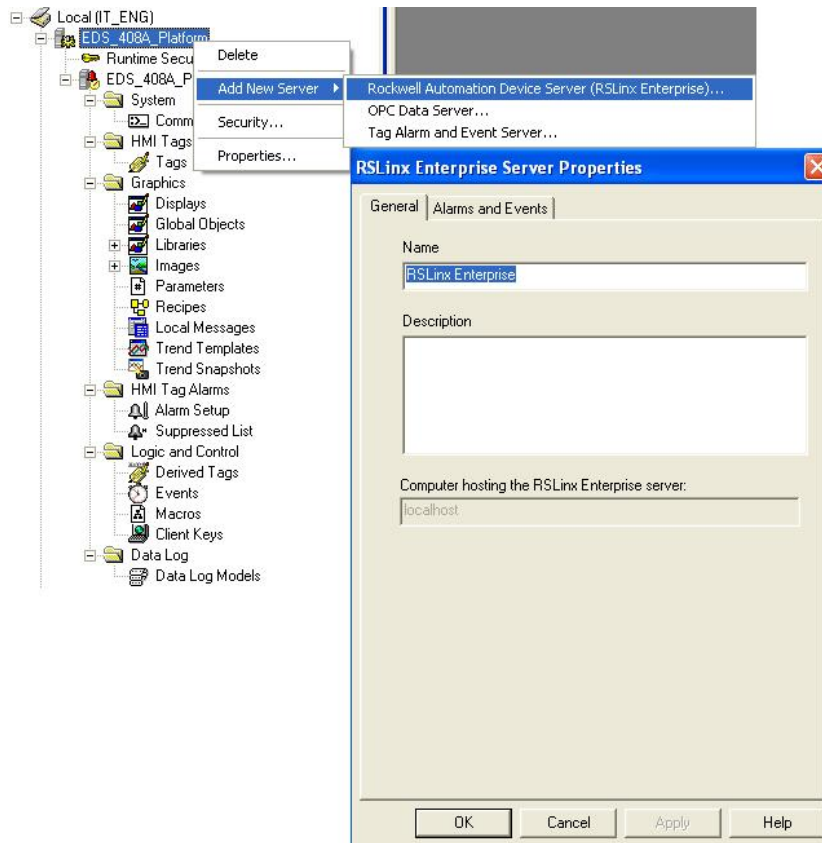 Local (IT_ENG)
EDS_408A_Platform
Runtime Secu
EDS_408A_P
System
Comm
HMI Tags
Tags
Graphics
Displays
Global Objects
Libraries
Images
Parameters
Recipes
Local Messages
Trend Templates
Trend Snapshots
HMI Tag Alarms
Alarm Setup
Suppressed List
Logic and Control
Derived Tags
Events
Macros
Client Keys
Data Log
Data Log Models
Delete
Add New Server
Security...
Properties...
Rockwell Automation Device Server (RSLinx Enterprise)...
OPC Data Server...
Tag Alarm and Event Server...
RSLinx Enterprise Server Properties
General
Alarms and Events
Name
RSLinx Enterprise
Description
Computer hosting the RSLinx Enterprise server:
localhost
OK
Cancel
Apply
Help